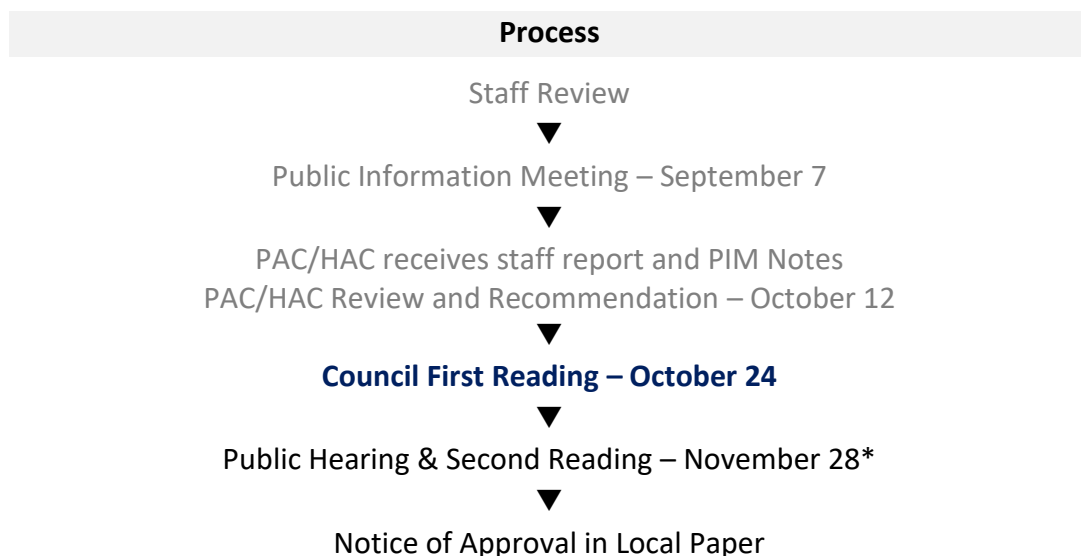 Process
Staff Review
Public Information Meeting – September 7
PAC/HAC receives staff report and PIM Notes
PAC/HAC Review and Recommendation – October 12
Council First Reading – October 24
Public Hearing & Second Reading – November 28*
Notice of Approval in Local Paper